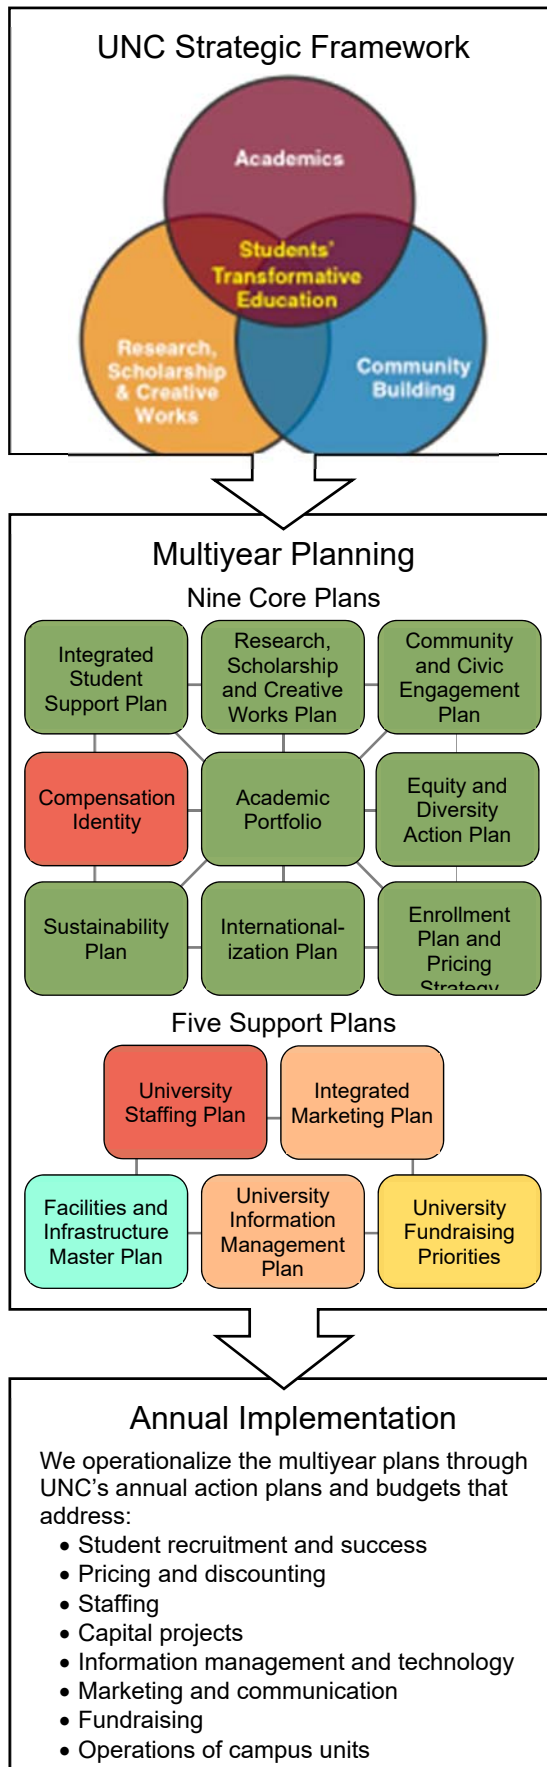 UNC Strategic Framework
Academics
Students'
Transformative
Education
Research,
Scholarship
& Creative
Works
Community
Building
Multiyear Planning
Nine Core Plans
Integrated
Student
Support Plan
Research,
Scholarship
and Creative
Works Plan
Community
and Civic
Engagement
Plan
Compensation
Identity
Academic
Portfolio
Equity and
Diversity
Action Plan
Sustainability
Plan
International-
ization Plan
Enrollment
Plan and
Pricing
Strategy
Five Support Plans
University
Staffing Plan
Integrated
Marketing Plan
Facilities and
Infrastructure
Master Plan
University
Information
Management
Plan
University
Fundraising
Priorities
Annual Implementation
We operationalize the multiyear plans through
UNC's annual action plans and budgets that
address:
• Student recruitment and success
• Pricing and discounting
• Staffing
• Capital projects
• Information management and technology
• Marketing and communication
• Fundraising
• Operations of campus units